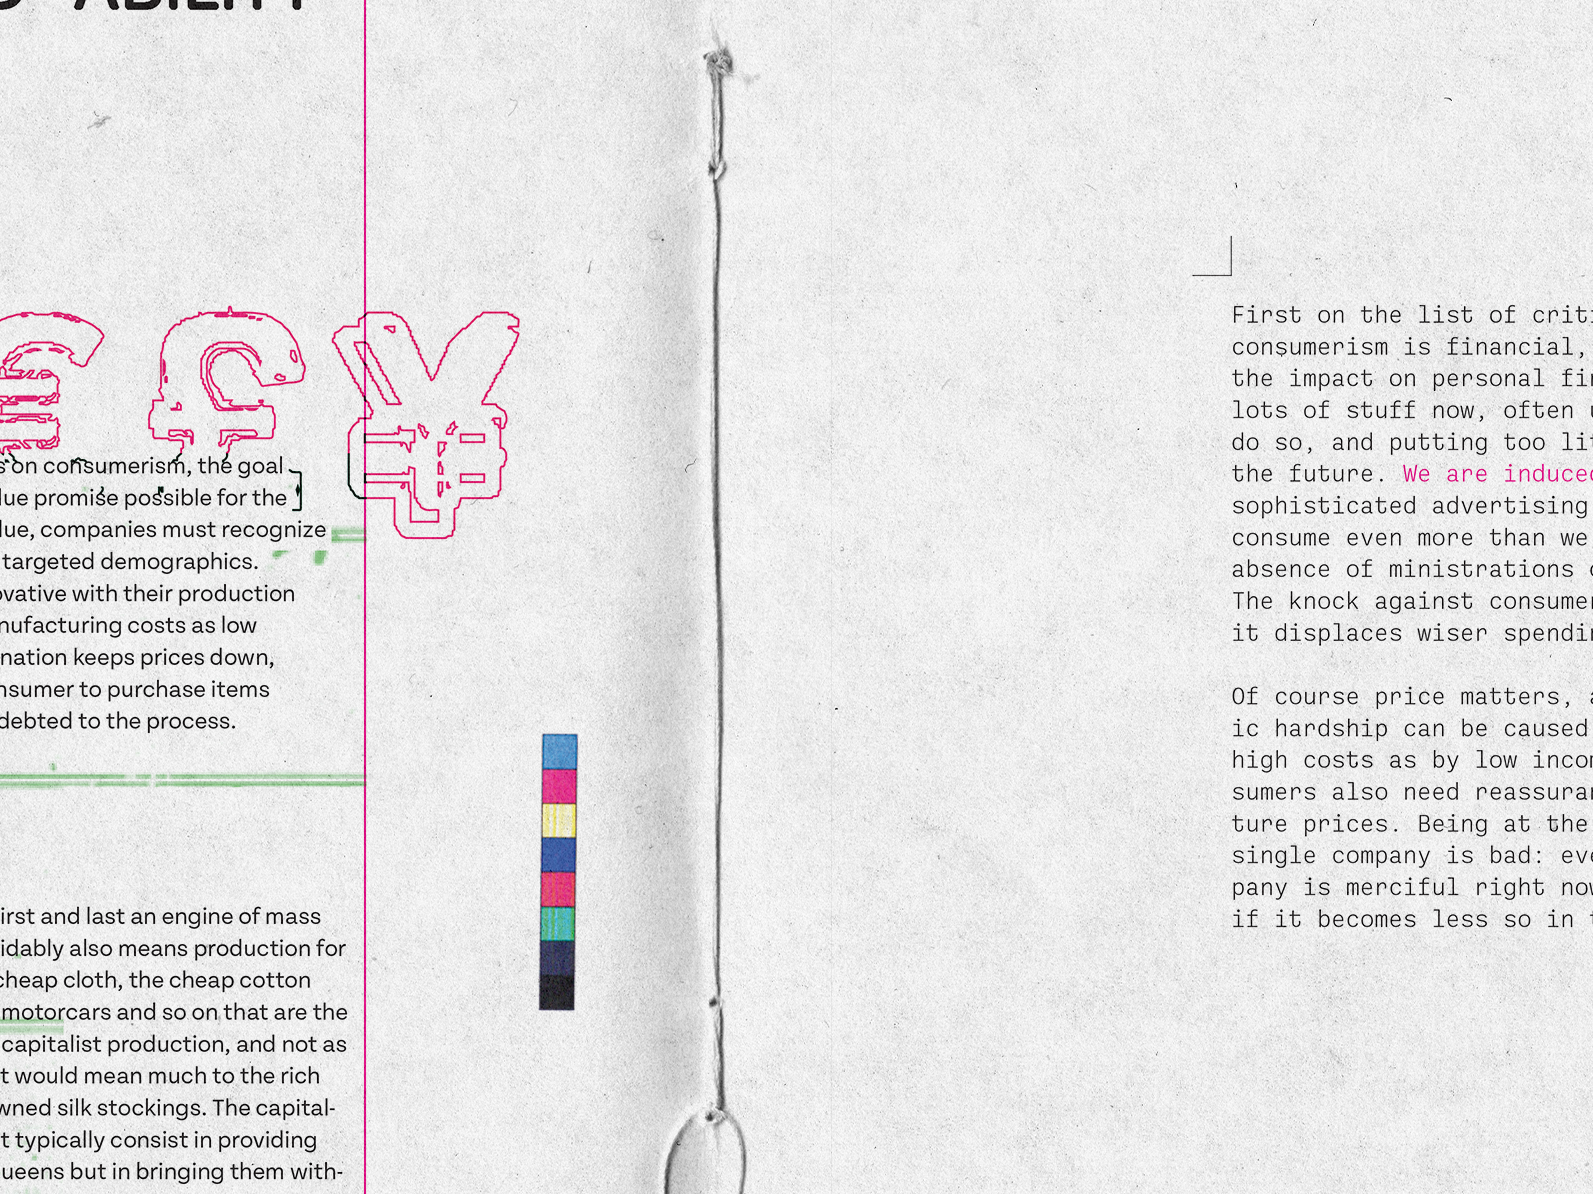 ABILITY
€ £ ¥
s on consumerism, the goal
lue promise possible for the
lue, companies must recognize
targeted demographics.
ovative with their production
nufacturing costs as low
nation keeps prices down,
nsumer to purchase items
debted to the process.
irst and last an engine of mass
idably also means production for
cheap cloth, the cheap cotton
motorcars and so on that are the
capitalist production, and not as
t would mean much to the rich
wned silk stockings. The capital-
t typically consist in providing
ueens but in bringing them with-
First on the list of criti
consumerism is financial,
the impact on personal fin
lots of stuff now, often u
do so, and putting too lit
the future. We are induced
sophisticated advertising
consume even more than we
absence of ministrations o
The knock against consumer
it displaces wiser spendin
Of course price matters, a
ic hardship can be caused
high costs as by low incom
sumers also need reassuran
ture prices. Being at the
single company is bad: eve
pany is merciful right now
if it becomes less so in t